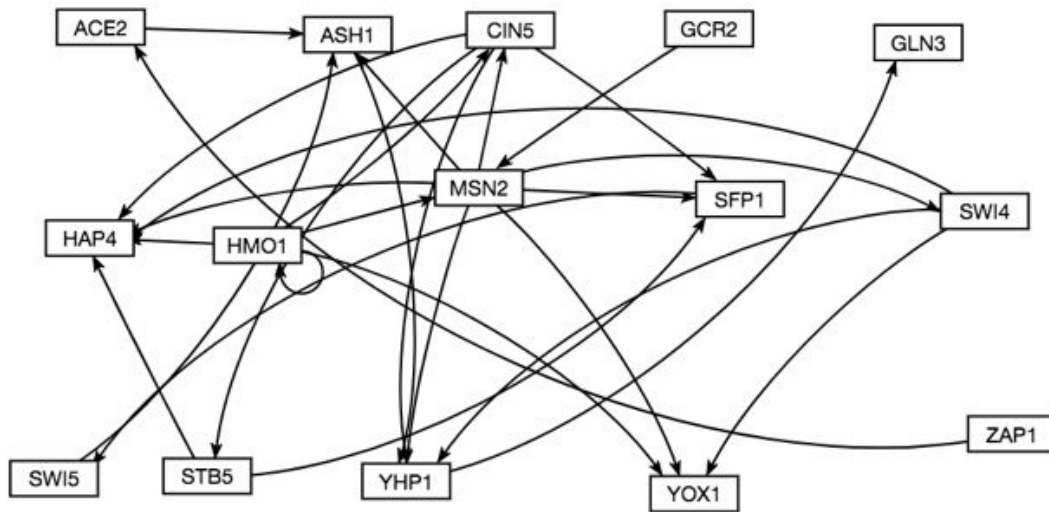 ACE2
ASH1
CIN5
GCR2
GLN3
MSN2
SFP1
SWI4
HAP4
HMO1
ZAP1
SWI5
STB5
YHP1
YOX1